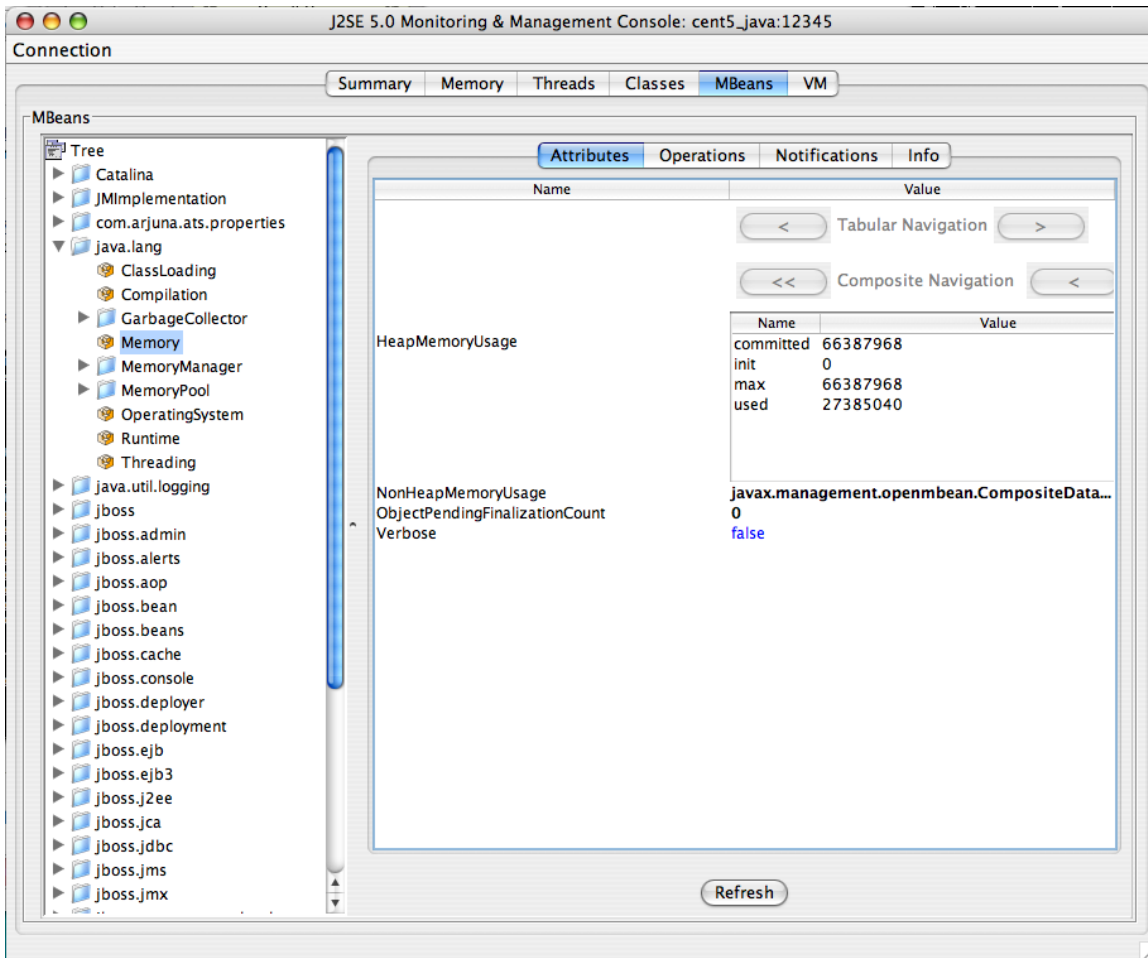 J2SE 5.0 Monitoring & Management Console: cent5_java:12345
Connection
Summary Memory Threads Classes MBeans VM
MBeans
Tree
Catalina
JMImplementation
com.arjuna.ats.properties
java.lang
ClassLoading
Compilation
GarbageCollector
Memory
MemoryManager
MemoryPool
OperatingSystem
Runtime
Threading
java.util.logging
jboss
jboss.admin
jboss.alerts
jboss.aop
jboss.bean
jboss.beans
jboss.cache
jboss.console
jboss.deployer
jboss.deployment
jboss.ejb
jboss.ejb3
jboss.j2ee
jboss.jca
jboss.jdbc
jboss.jms
jboss.jmx
Attributes Operations Notifications Info
Name Value
< Tabular Navigation >
<< Composite Navigation <
HeapMemoryUsage
Name Value
committed 66387968
init 0
max 66387968
used 27385040
NonHeapMemoryUsage javax.management.openmbean.CompositeData...
ObjectPendingFinalizationCount 0
Verbose false
Refresh